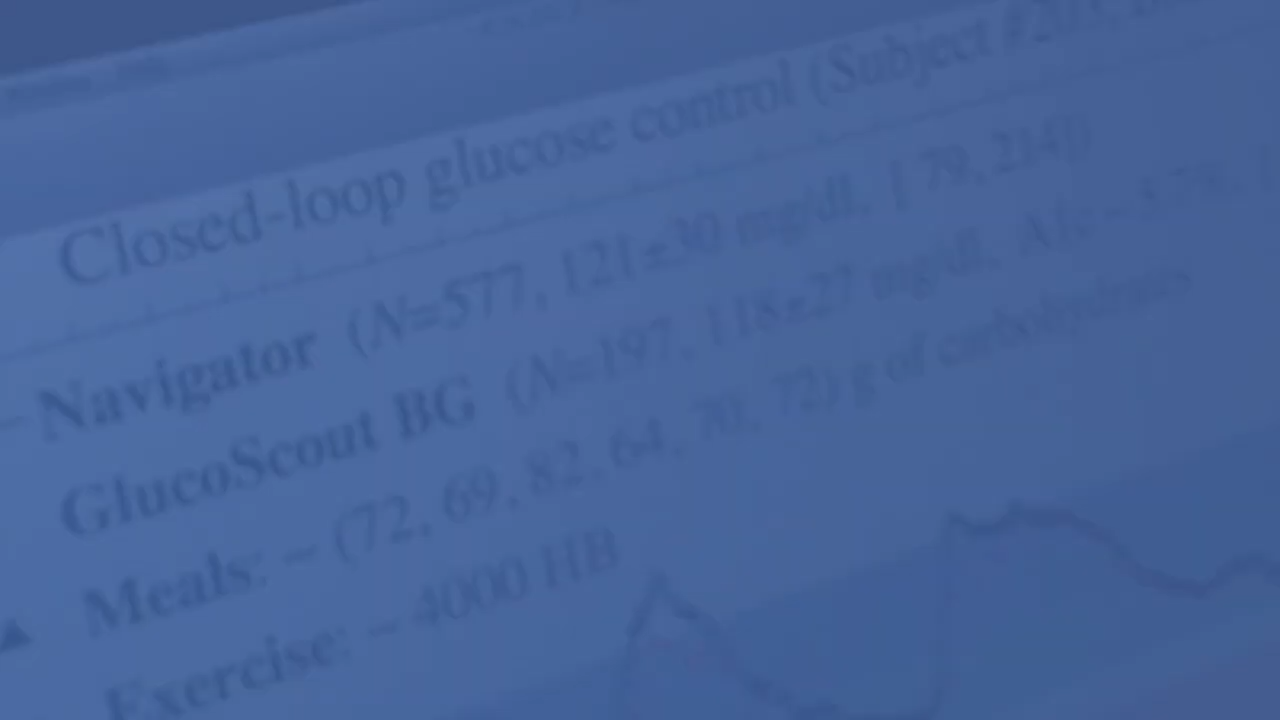 Closed-loop glucose control (Subject
– Navigator (N=577, 121±30 mg/dl, [ 79, 214])
GlucoScout BG (N=197, 118±27 mg/dl, A1c
Meals: – (72, 69, 82, 64, 70, 72) g of carbohydrates
Exercise: – 4000 HB